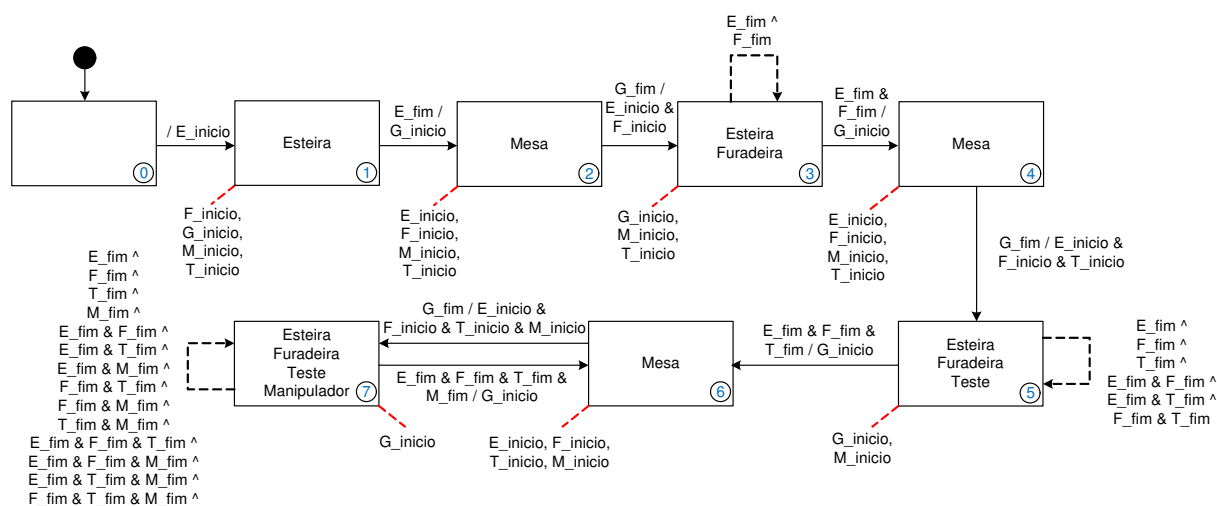 0
/ E_inicio
Esteira
1
F_inicio,
G_inicio,
M_inicio,
T_inicio
E_fim /
G_inicio
Mesa
2
E_inicio,
F_inicio,
M_inicio,
T_inicio
G_fim /
E_inicio &
F_inicio
E_fim ^
F_fim
Esteira
Furadeira
3
G_inicio,
M_inicio,
T_inicio
E_fim &
F_fim /
G_inicio
Mesa
4
E_inicio,
F_inicio,
M_inicio,
T_inicio
G_fim / E_inicio &
F_inicio & T_inicio
Esteira
Furadeira
Teste
5
E_fim ^
F_fim ^
T_fim ^
E_fim & F_fim ^
E_fim & T_fim ^
F_fim & T_fim
G_inicio,
M_inicio
E_fim & F_fim &
T_fim / G_inicio
Mesa
6
E_inicio, F_inicio,
T_inicio, M_inicio
G_fim / E_inicio &
F_inicio & T_inicio & M_inicio
E_fim & F_fim & T_fim &
M_fim / G_inicio
Esteira
Furadeira
Teste
Manipulador
7
G_inicio
E_fim ^
F_fim ^
T_fim ^
M_fim ^
E_fim & F_fim ^
E_fim & T_fim ^
E_fim & M_fim ^
F_fim & T_fim ^
F_fim & M_fim ^
T_fim & M_fim ^
E_fim & F_fim & T_fim ^
E_fim & F_fim & M_fim ^
E_fim & T_fim & M_fim ^
F_fim & T_fim & M_fim ^